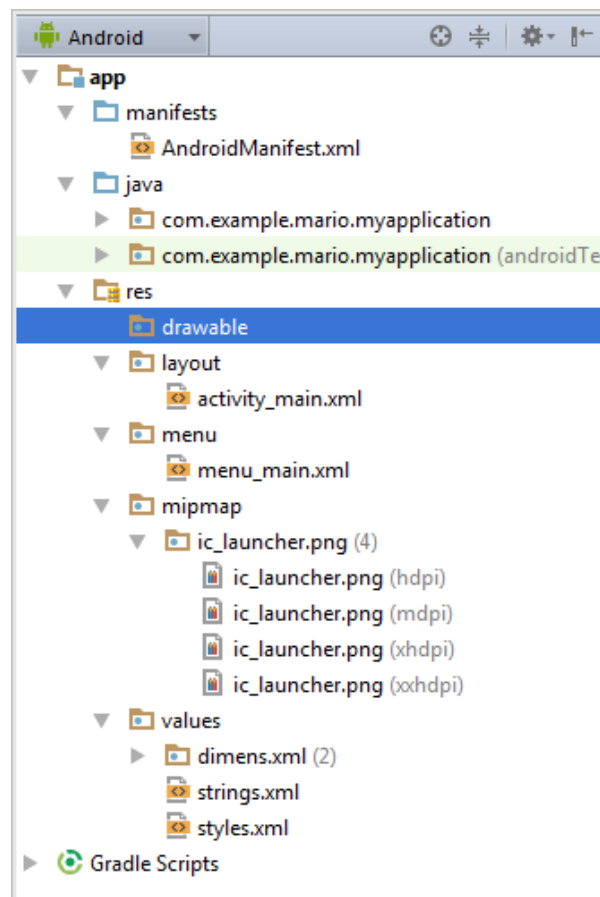 Android
app
manifests
AndroidManifest.xml
java
com.example.mario.myapplication
com.example.mario.myapplication (androidTe
res
drawable
layout
activity_main.xml
menu
menu_main.xml
mipmap
ic_launcher.png (4)
ic_launcher.png (hdpi)
ic_launcher.png (mdpi)
ic_launcher.png (xhdpi)
ic_launcher.png (xxhdpi)
values
dimens.xml (2)
strings.xml
styles.xml
Gradle Scripts